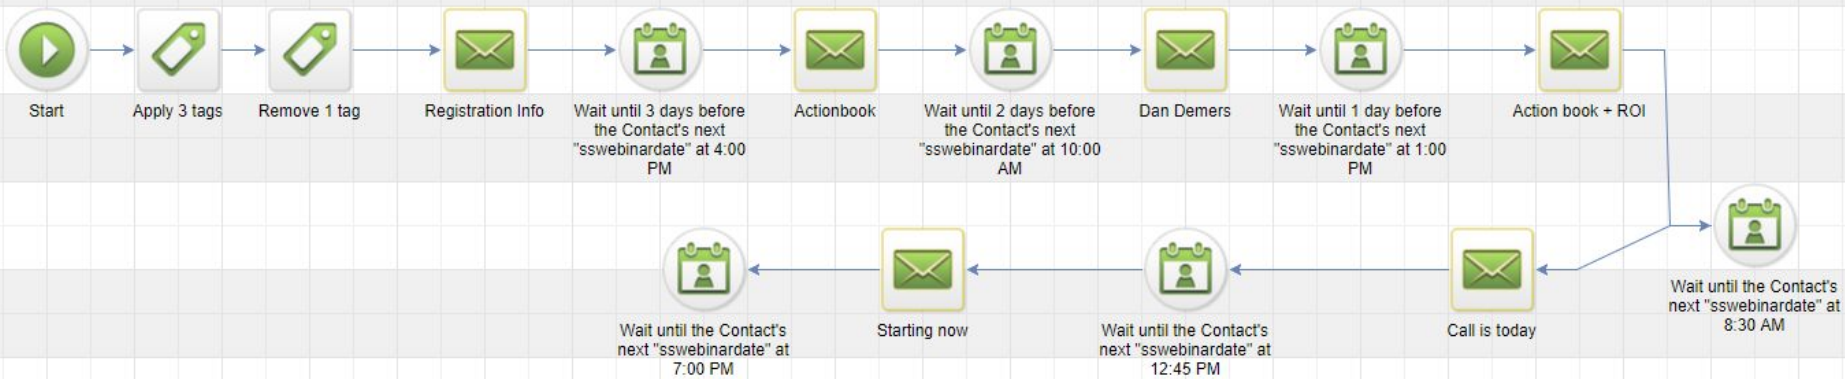 Start
Apply 3 tags
Remove 1 tag
Registration Info
Wait until 3 days before
the Contact's next
"sswebinardate" at 4:00
PM
Actionbook
Wait until 2 days before
the Contact's next
"sswebinardate" at 10:00
AM
Dan Demers
Wait until 1 day before
the Contact's next
"sswebinardate" at 1:00
PM
Action book + ROI
Wait until the Contact's
next "sswebinardate" at
8:30 AM
Call is today
Wait until the Contact's
next "sswebinardate" at
12:45 PM
Starting now
Wait until the Contact's
next "sswebinardate" at
7:00 PM